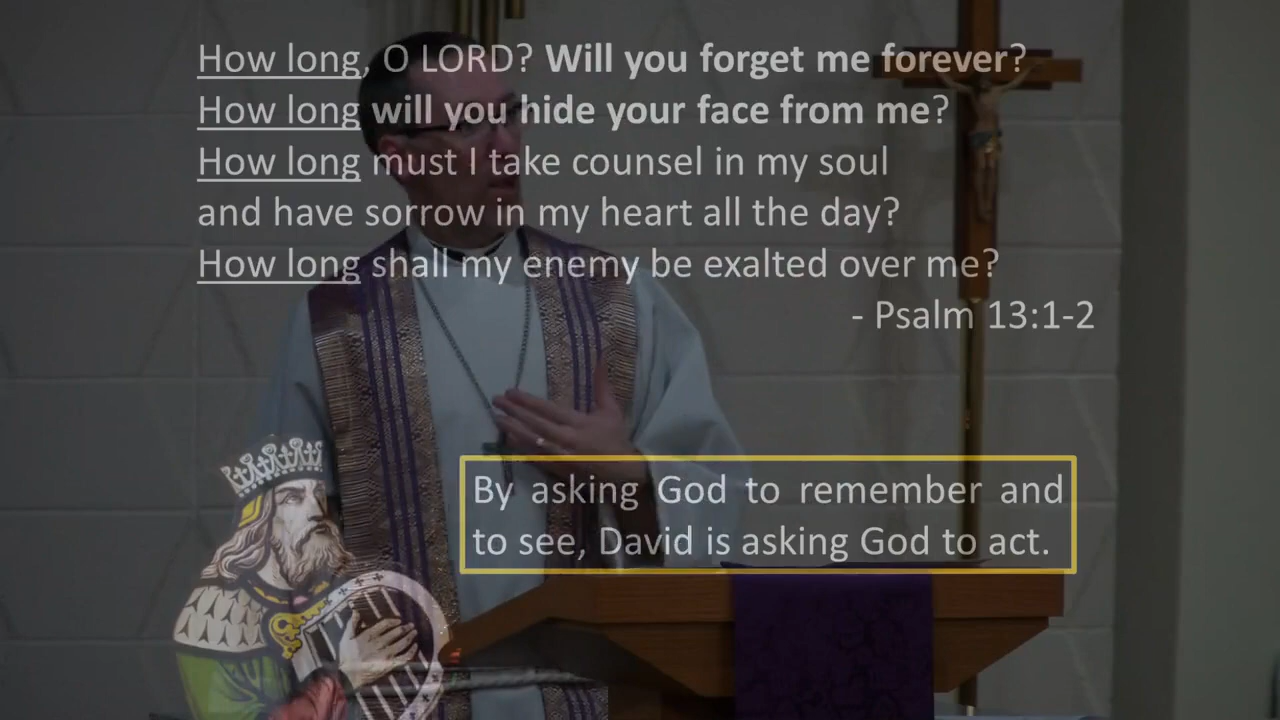 How long, O LORD? Will you forget me forever?
How long will you hide your face from me?
How long must I take counsel in my soul
and have sorrow in my heart all the day?
How long shall my enemy be exalted over me?
- Psalm 13:1-2
By asking God to remember and
to see, David is asking God to act.